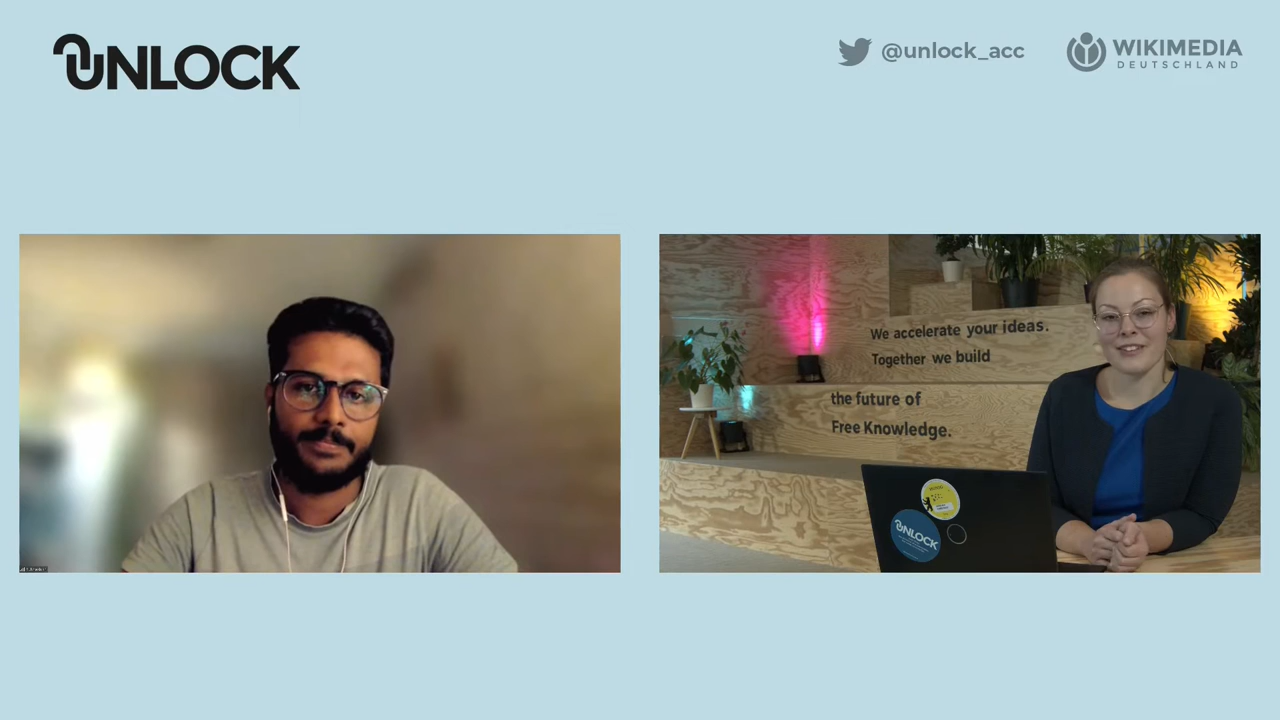 UNLOCK
@unlock_acc
WIKIMEDIA
DEUTSCHLAND
We accelerate your ideas.
Together we build
the future of
Free Knowledge.
UNLOCK